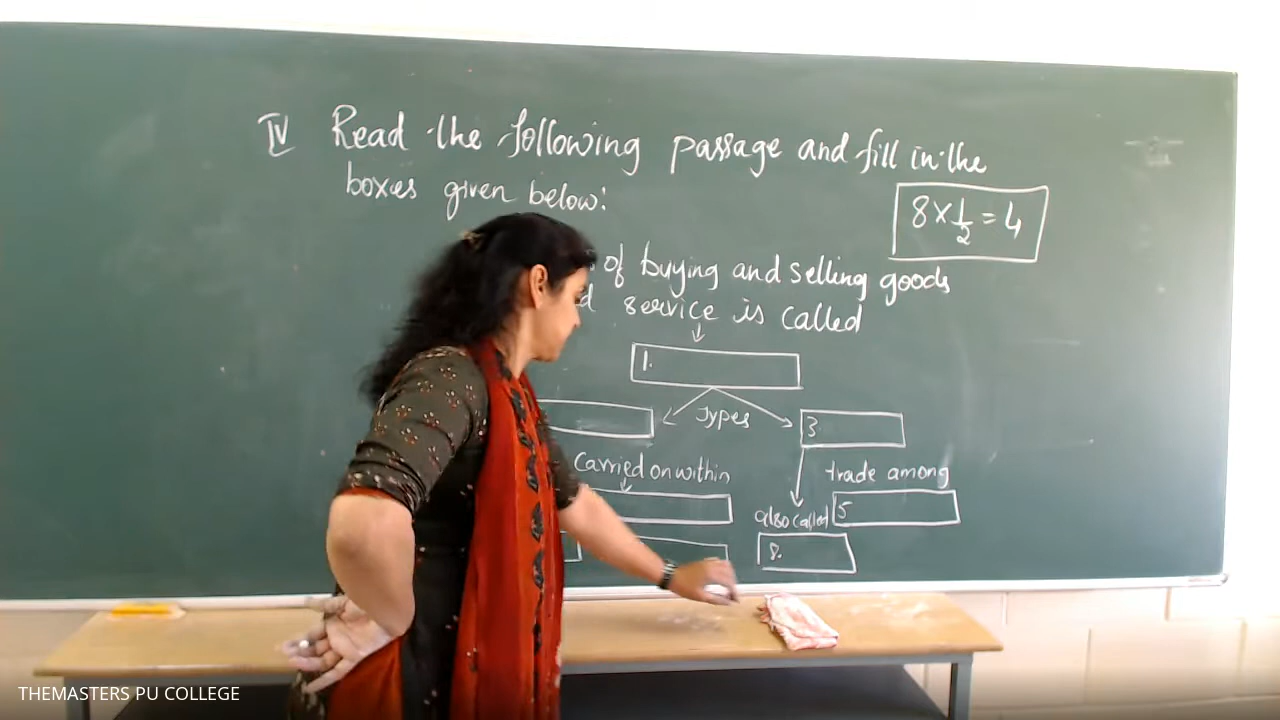 IV Read the following passage and fill in the
boxes given below:
8 × 1/2 = 4
of buying and selling goods
service is called
1.
Types
3
Carried on within
trade among
also called
5
8.
THEMASTERS PU COLLEGE